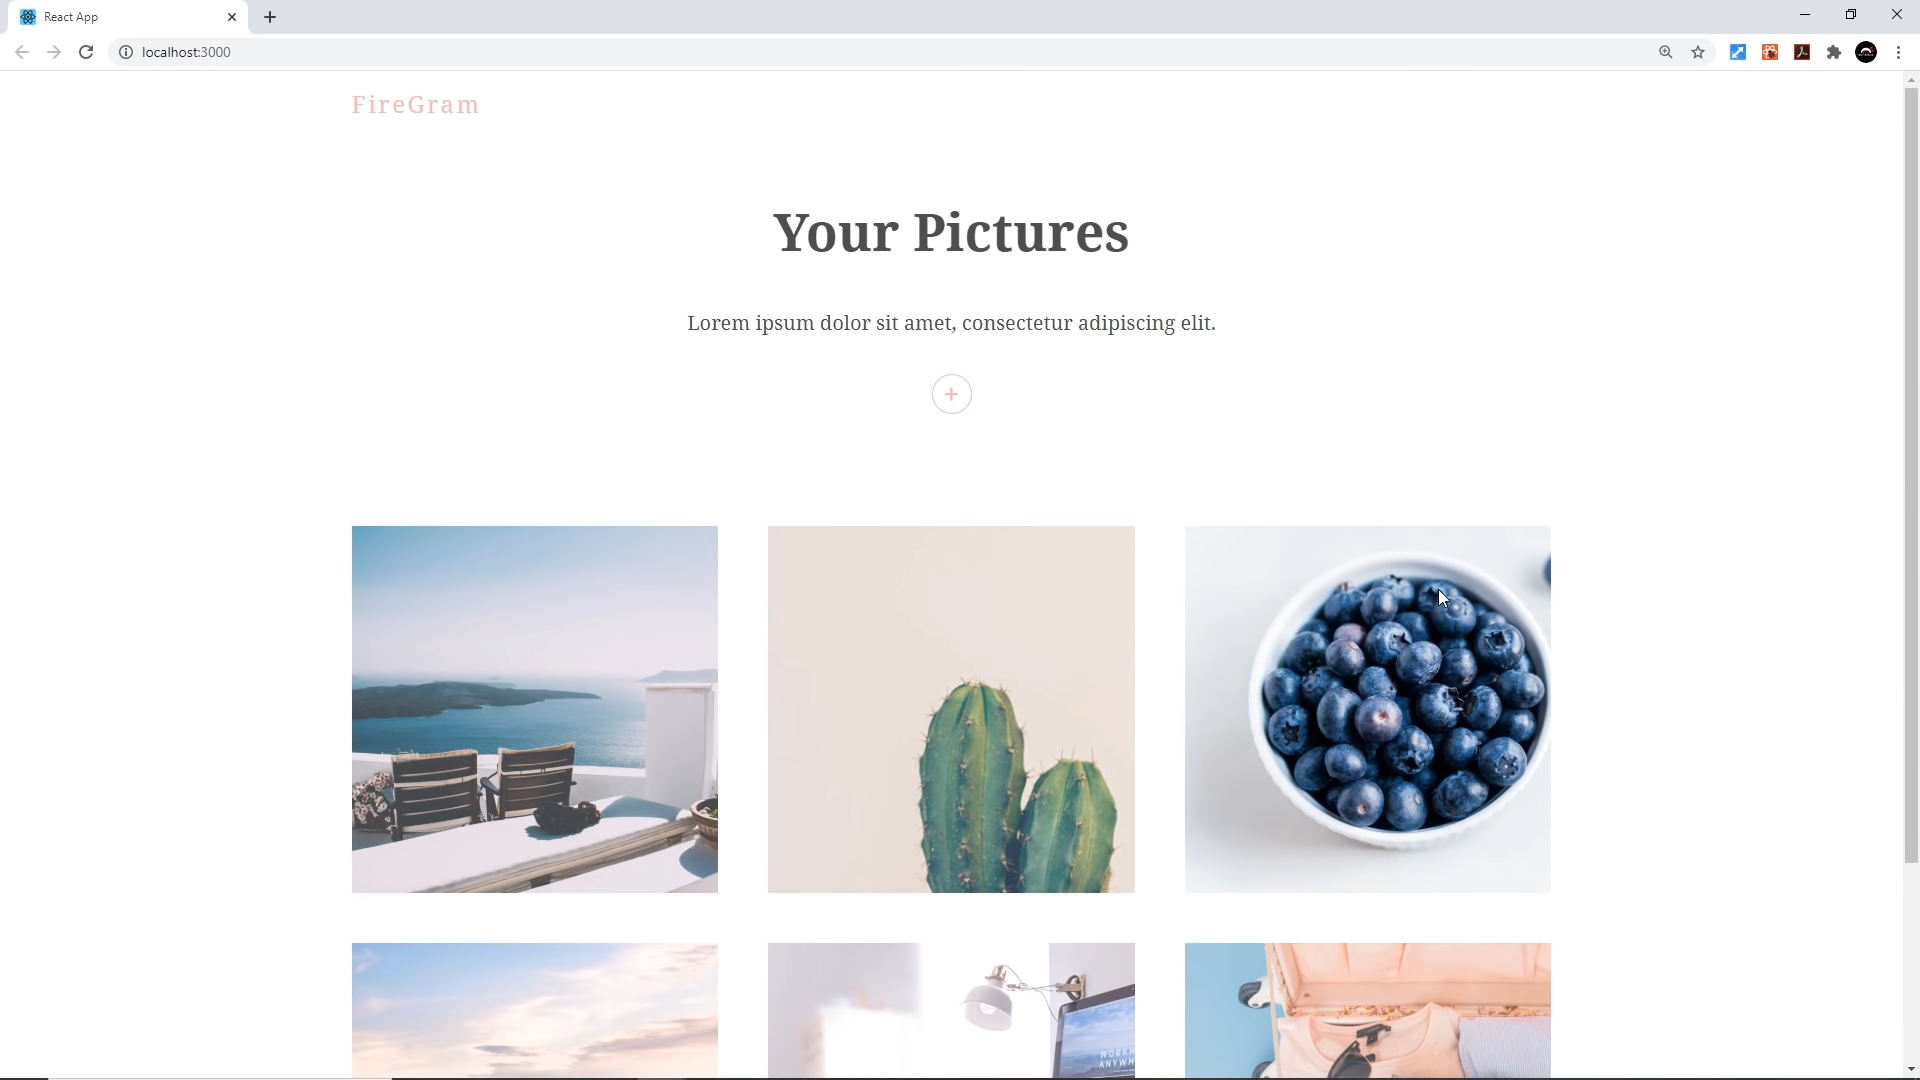 React App
localhost:3000
FireGram
Your Pictures
Lorem ipsum dolor sit amet, consectetur adipiscing elit.
WORK
ANYWH